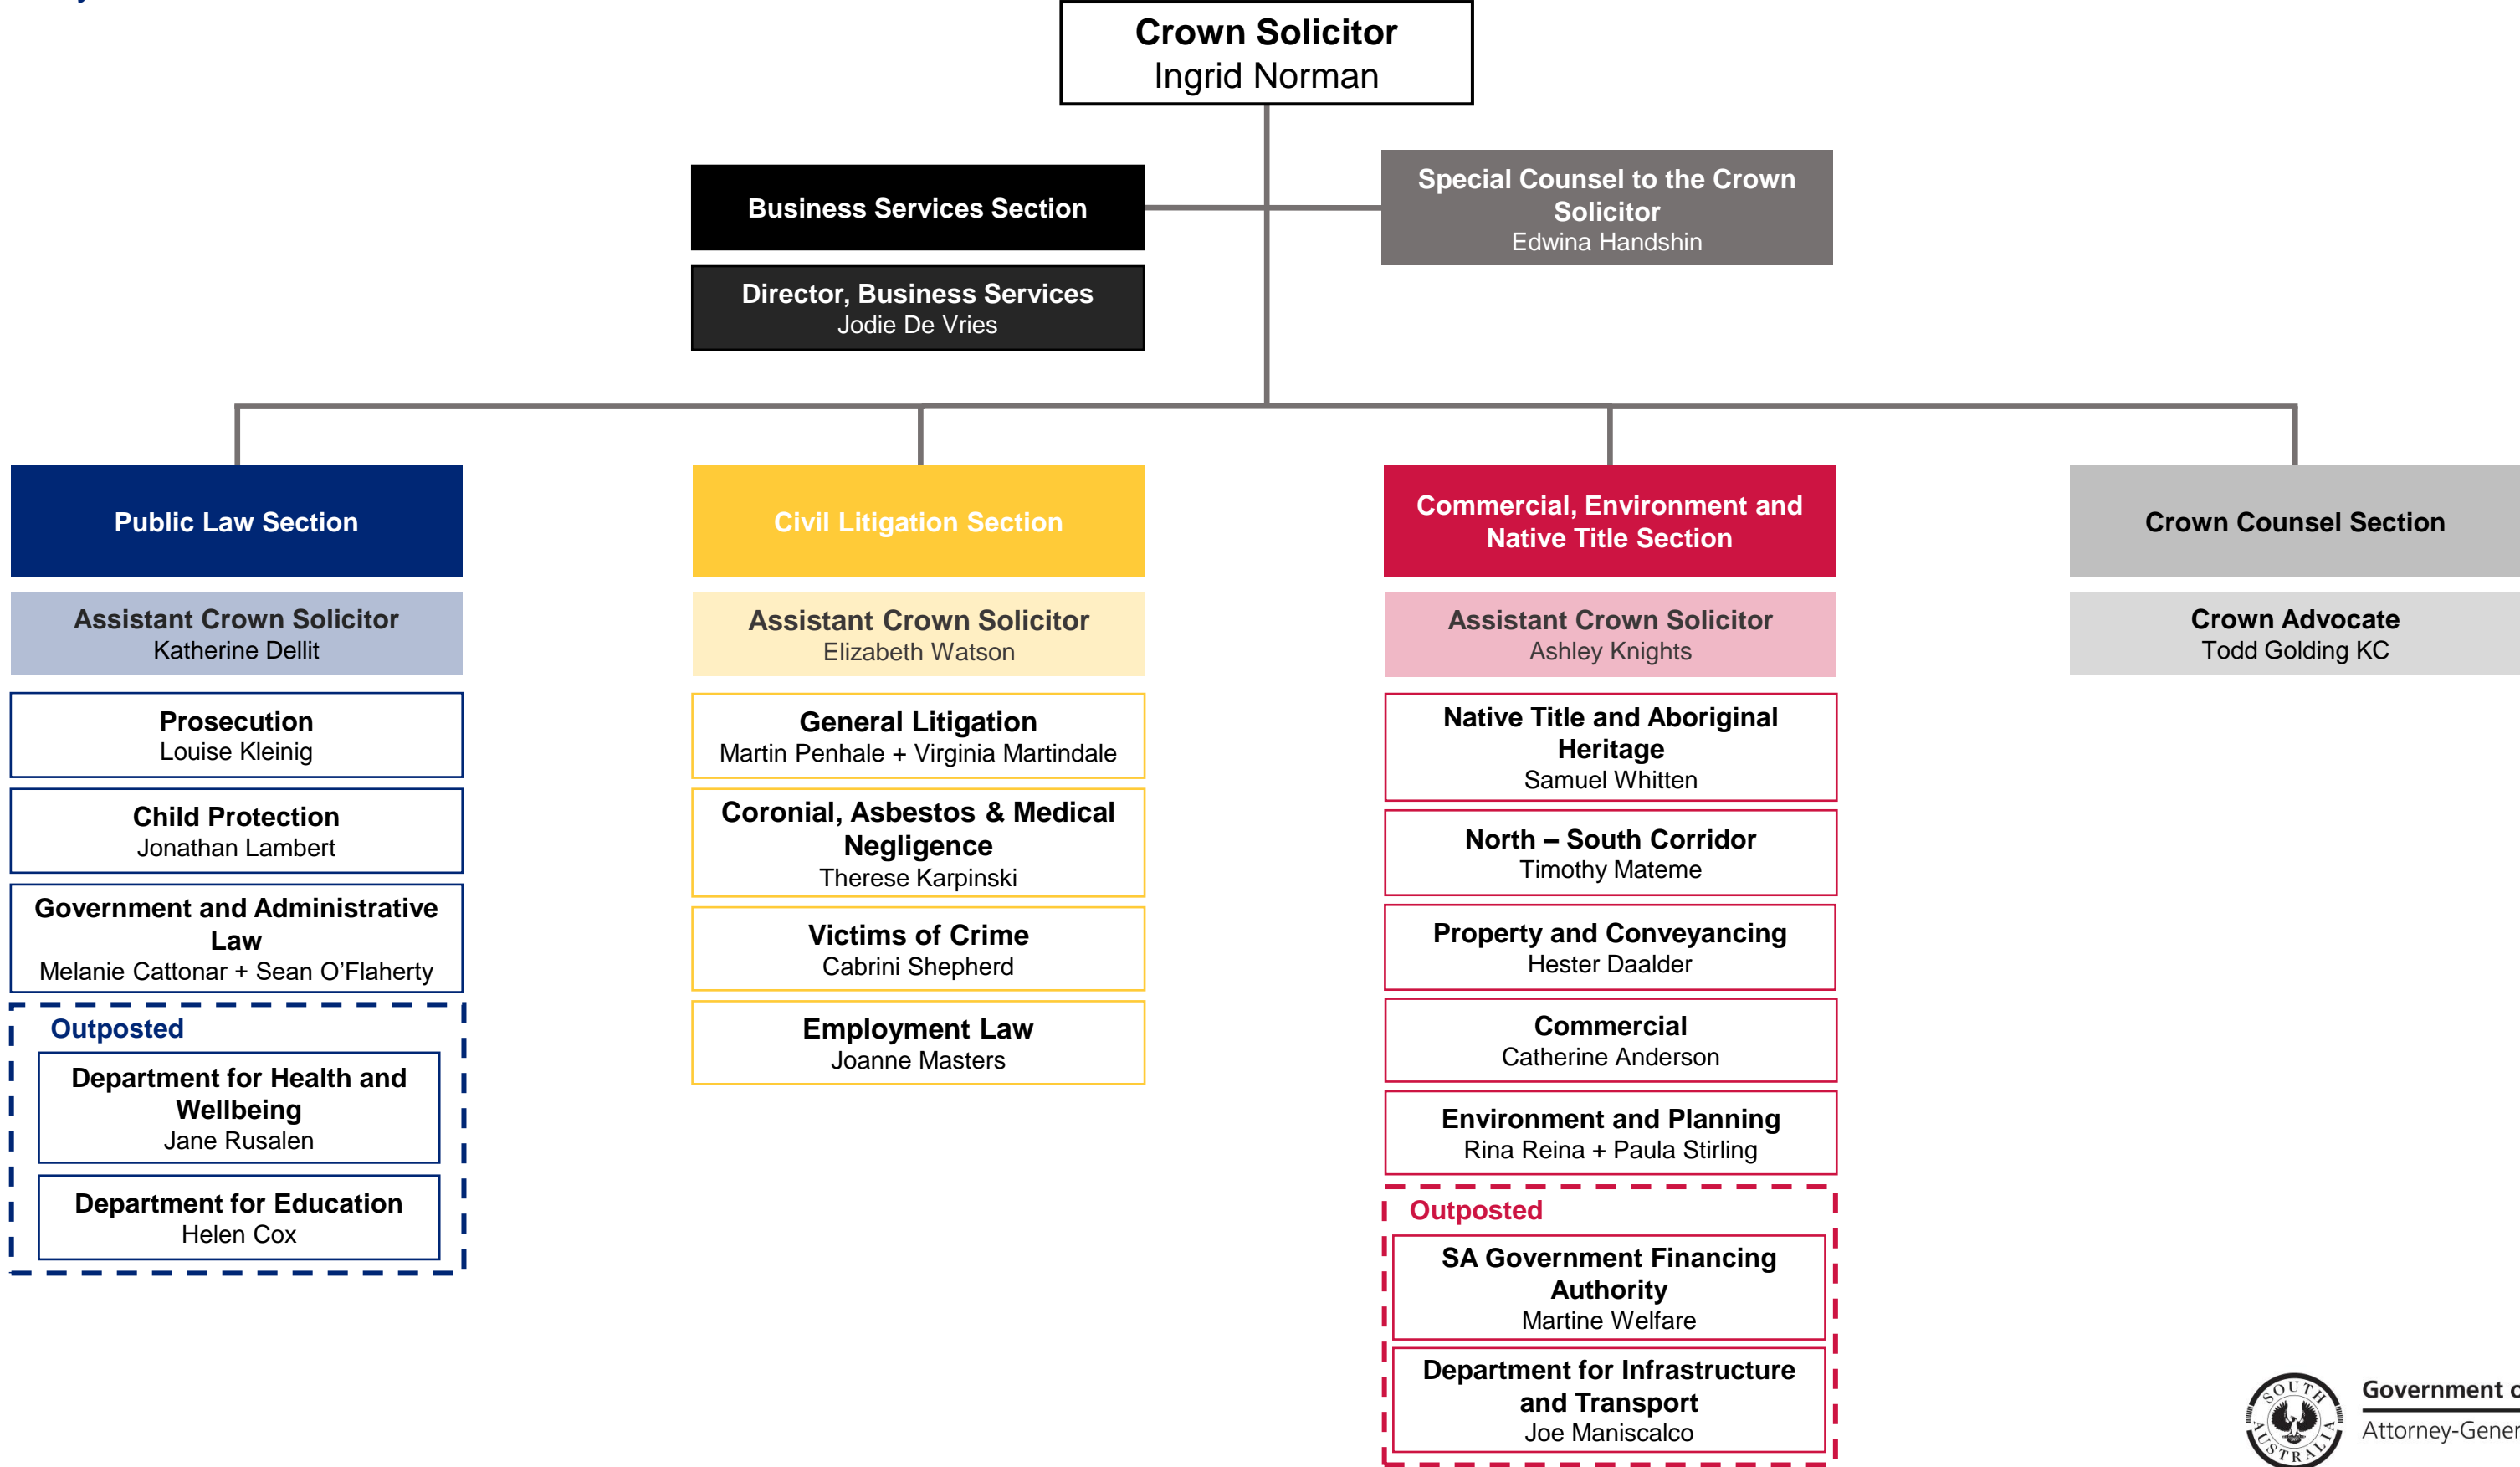 Crown Solicitor
Ingrid Norman
Business Services Section
Special Counsel to the Crown
Solicitor
Edwina Handshin
Director, Business Services
Jodie De Vries
Public Law Section
Assistant Crown Solicitor
Katherine Dellit
Prosecution
Louise Kleinig
Child Protection
Jonathan Lambert
Government and Administrative
Law
Melanie Cattonar + Sean O’Flaherty
Outposted
Department for Health and
Wellbeing
Jane Rusalen
Department for Education
Helen Cox
Civil Litigation Section
Assistant Crown Solicitor
Elizabeth Watson
General Litigation
Martin Penhale + Virginia Martindale
Coronial, Asbestos & Medical
Negligence
Therese Karpinski
Victims of Crime
Cabrini Shepherd
Employment Law
Joanne Masters
Commercial, Environment and
Native Title Section
Assistant Crown Solicitor
Ashley Knights
Native Title and Aboriginal
Heritage
Samuel Whitten
North – South Corridor
Timothy Mateme
Property and Conveyancing
Hester Daalder
Commercial
Catherine Anderson
Environment and Planning
Rina Reina + Paula Stirling
Outposted
SA Government Financing
Authority
Martine Welfare
Department for Infrastructure
and Transport
Joe Maniscalco
Crown Counsel Section
Crown Advocate
Todd Golding KC
SOUTH AUSTRALIA
Government o
Attorney-Gener